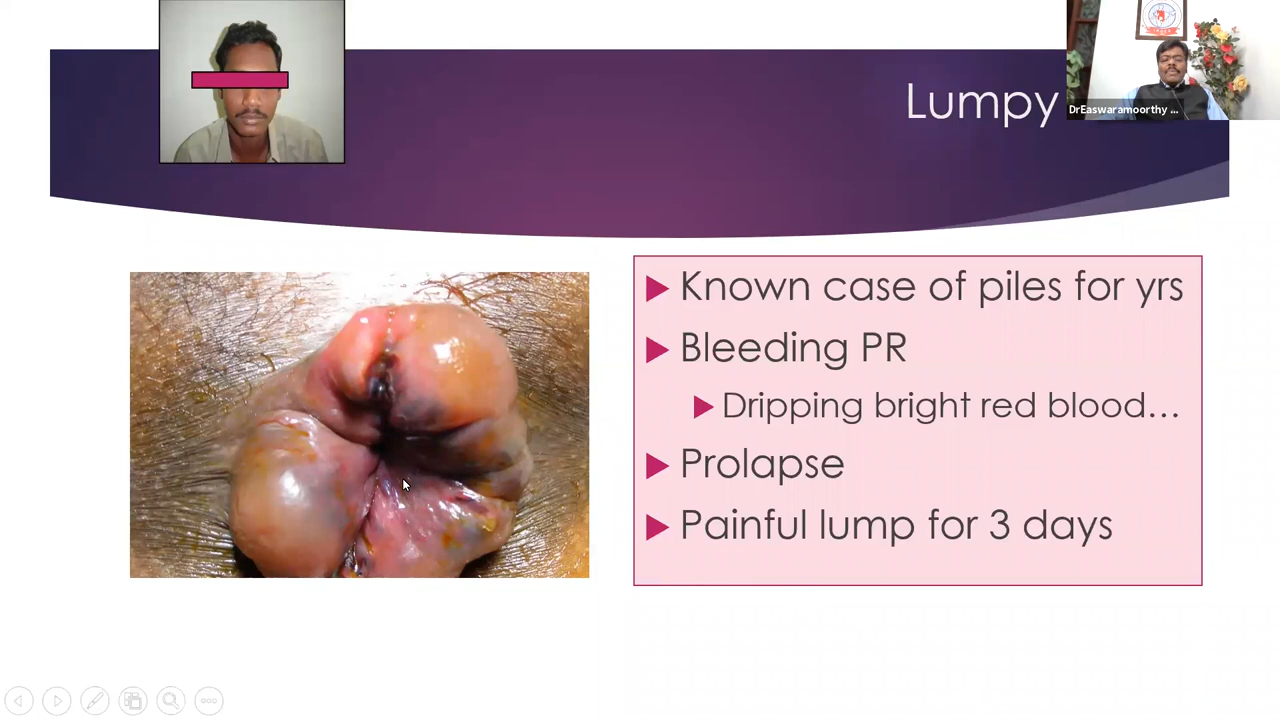 Lumpy
DrEaswaramoorthy ...
Known case of piles for yrs
Bleeding PR
Dripping bright red blood…
Prolapse
Painful lump for 3 days